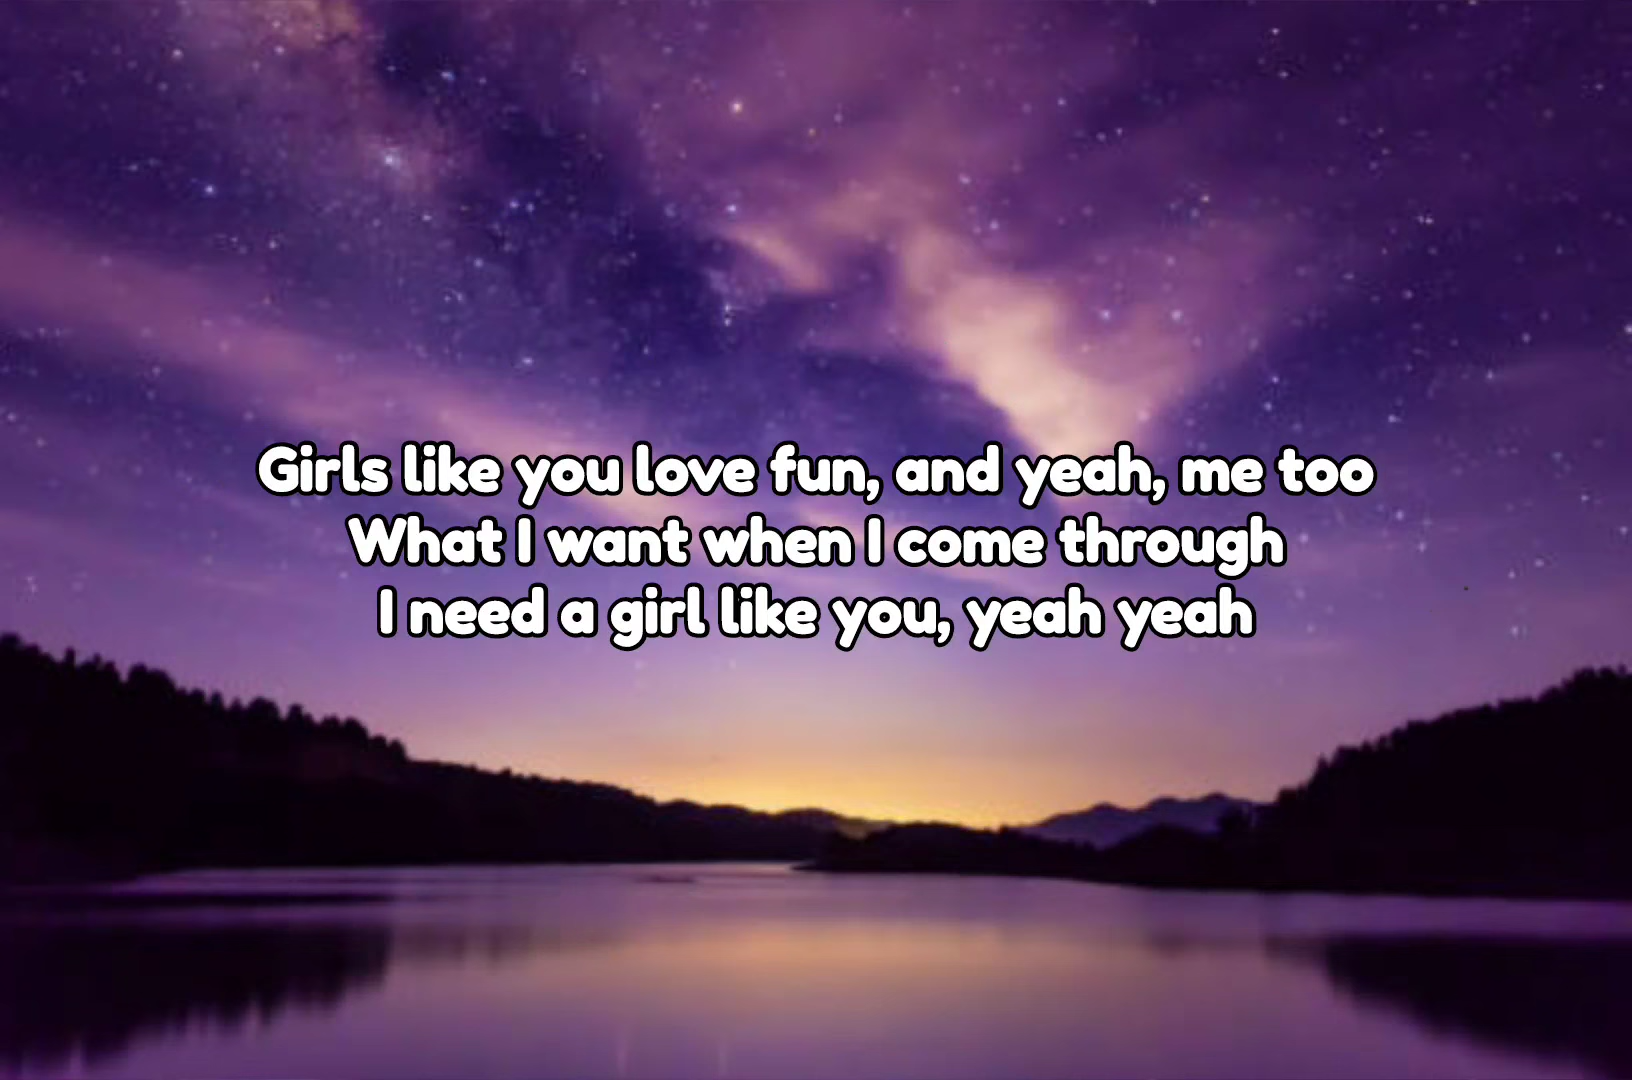 Girls like you love fun, and yeah, me too
What I want when I come through
I need a girl like you, yeah yeah